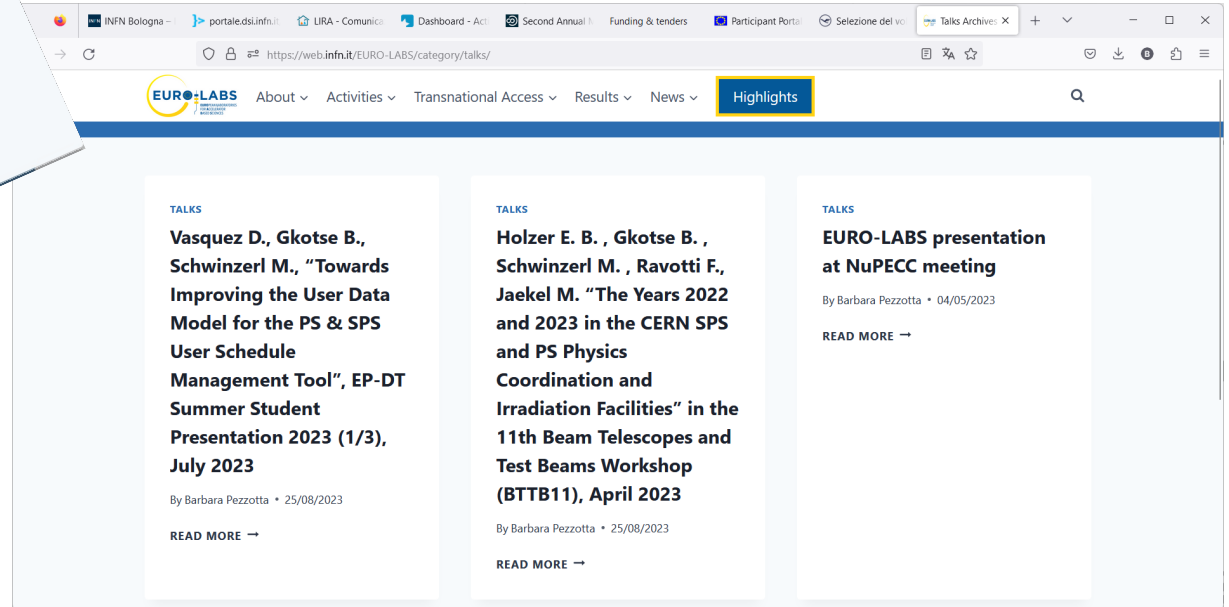 INFN Bologna –
portale.dsi.infn.it
LIRA - Comunica
Dashboard - Act
Second Annual
Funding & tenders
Participant Portal
Selezione del vo
Talks Archives
https://web.infn.it/EURO-LABS/category/talks/
EURO-LABS
About
Activities
Transnational Access
Results
News
Highlights
TALKS
Vasquez D., Gkotse B.,
Schwinzerl M., “Towards
Improving the User Data
Model for the PS & SPS
User Schedule
Management Tool”, EP-DT
Summer Student
Presentation 2023 (1/3),
July 2023
By Barbara Pezzotta • 25/08/2023
READ MORE →
TALKS
Holzer E. B. , Gkotse B. ,
Schwinzerl M. , Ravotti F.,
Jaekel M. “The Years 2022
and 2023 in the CERN SPS
and PS Physics
Coordination and
Irradiation Facilities” in the
11th Beam Telescopes and
Test Beams Workshop
(BTTB11), April 2023
By Barbara Pezzotta • 25/08/2023
READ MORE →
TALKS
EURO-LABS presentation
at NuPECC meeting
By Barbara Pezzotta • 04/05/2023
READ MORE →